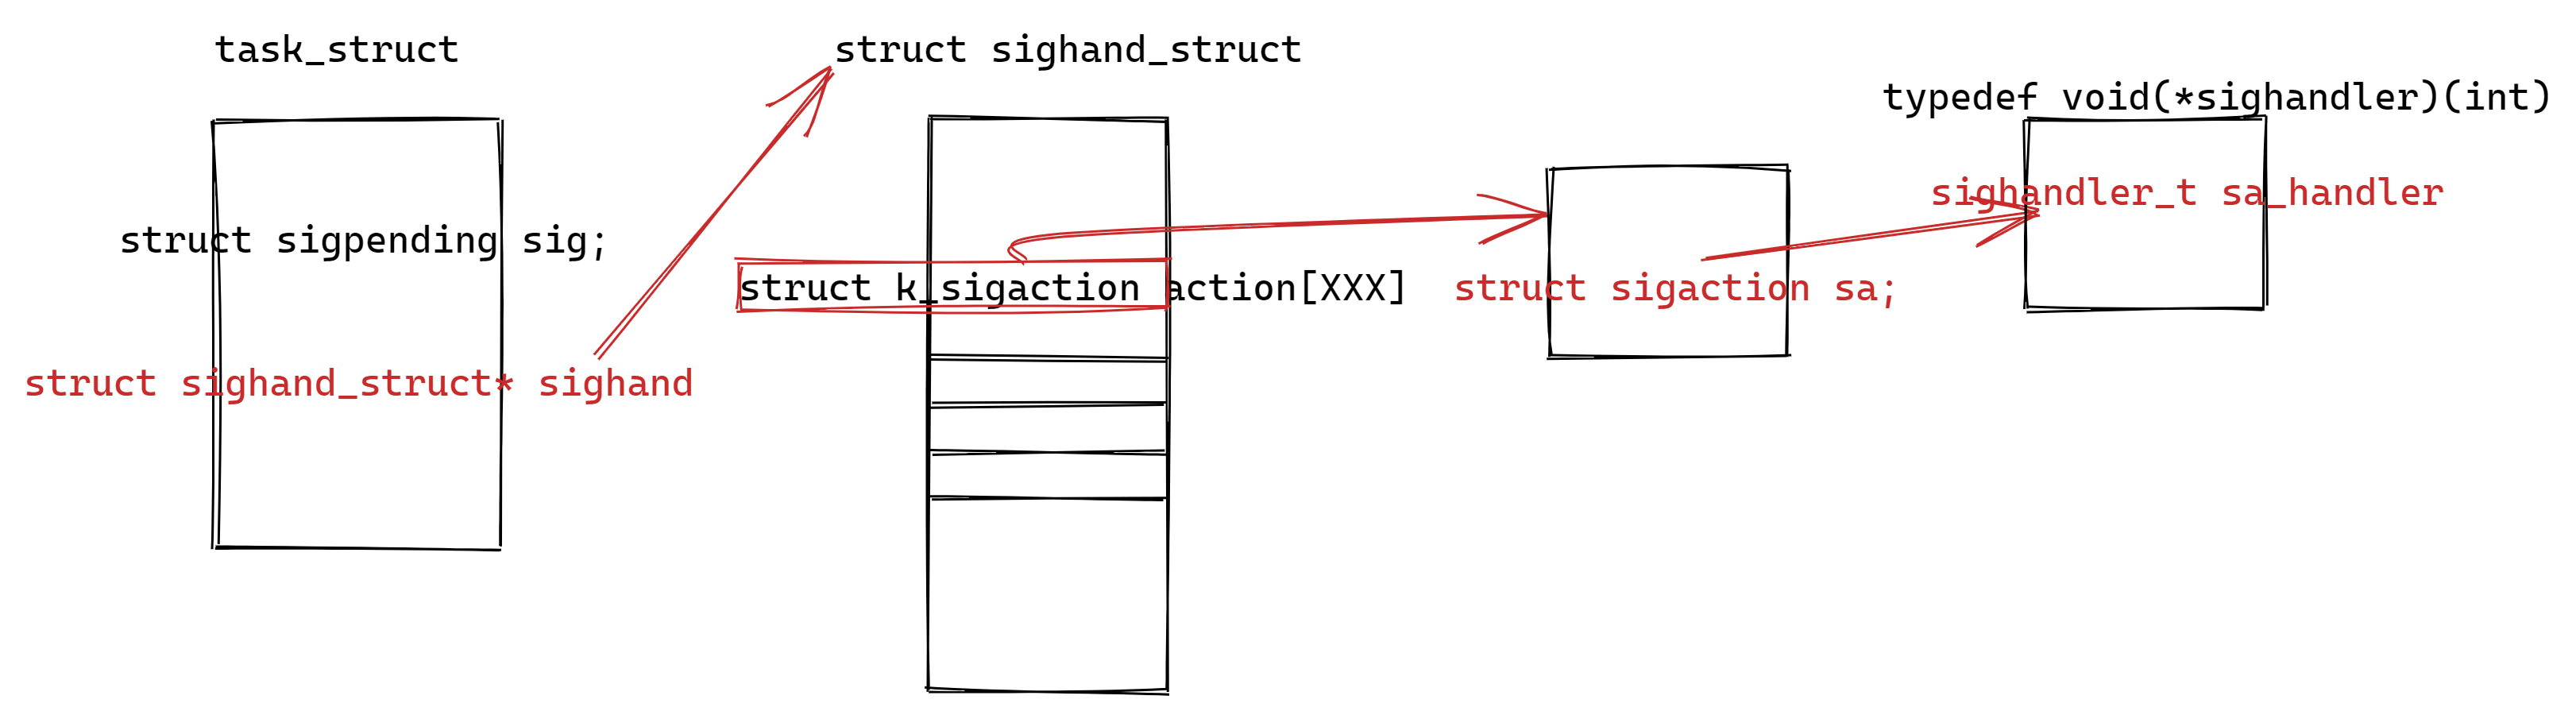 task_struct
struct sigpending sig;
struct sighand_struct* sighand
struct sighand_struct
struct k_sigaction action[XXX]
struct sigaction sa;
typedef void(*sighandler)(int)
sighandler_t sa_handler